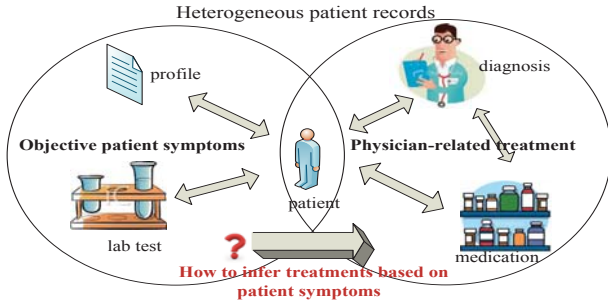 Heterogeneous patient records
profile
diagnosis
Objective patient symptoms
Physician-related treatment
patient
lab test
medication
?
How to infer treatments based on
patient symptoms